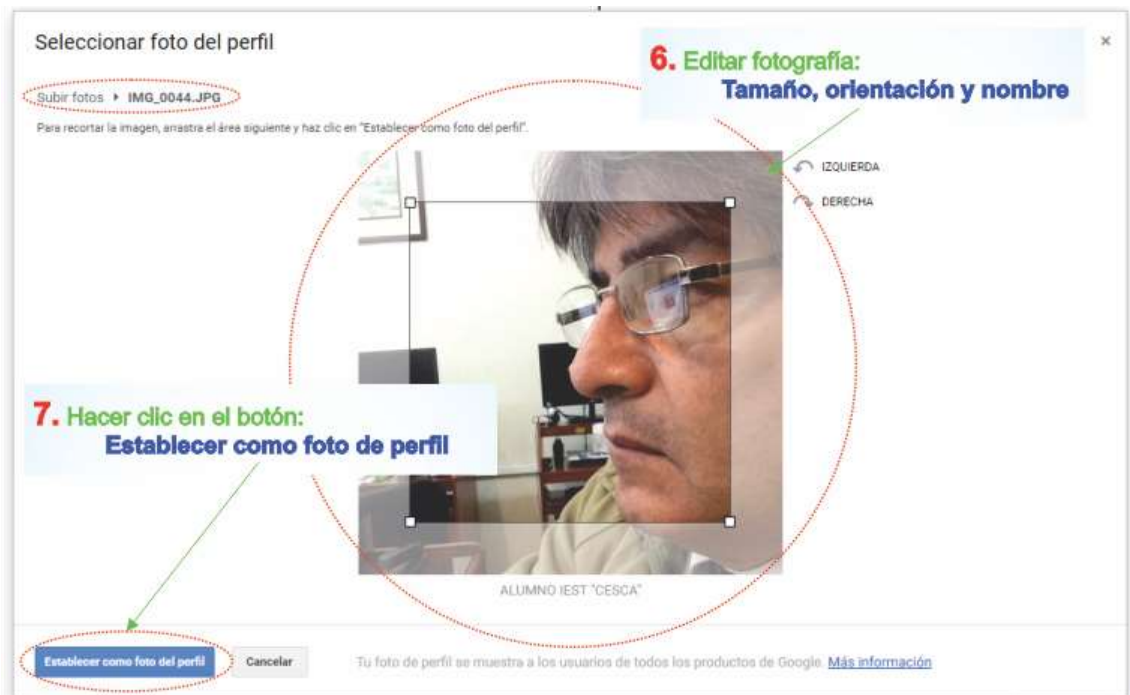 Seleccionar foto del perfil
×
6. Editar fotografía:
Tamaño, orientación y nombre
Subir fotos ▸ IMG_0044.JPG
Para recortar la imagen, arrastra el área siguiente y haz clic en "Establecer como foto del perfil".
IZQUIERDA
DERECHA
7. Hacer clic en el botón:
Establecer como foto de perfil
ALUMNO IEST "CESCA"
Establecer como foto del perfil
Cancelar
Tu foto de perfil se muestra a los usuarios de todos los productos de Google. Más información